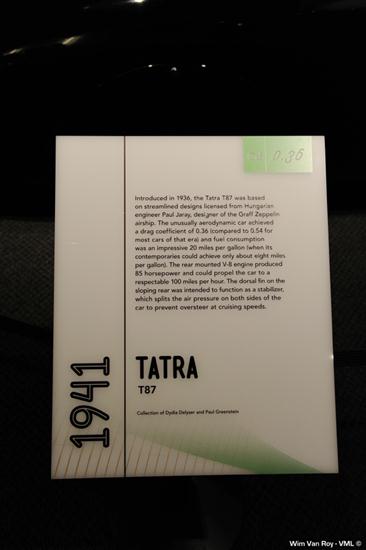 Cd 0.36
Introduced in 1936, the Tatra T87 was based
on streamlined designs licensed from Hungarian
engineer Paul Jaray, designer of the Graff Zeppelin
airship. The unusually aerodynamic car achieved
a drag coefficient of 0.36 (compared to 0.54 for
most cars of that era) and fuel consumption
was an impressive 20 miles per gallon (when its
contemporaries could achieve only about eight miles
per gallon). The rear mounted V-8 engine produced
85 horsepower and could propel the car to a
respectable 100 miles per hour. The dorsal fin on the
sloping rear was intended to function as a stabilizer,
which splits the air pressure on both sides of the
car to prevent oversteer at cruising speeds.
1941
TATRA
T87
Collection of Dydia Delyser and Paul Greenstein
Wim Van Roy - VML ©